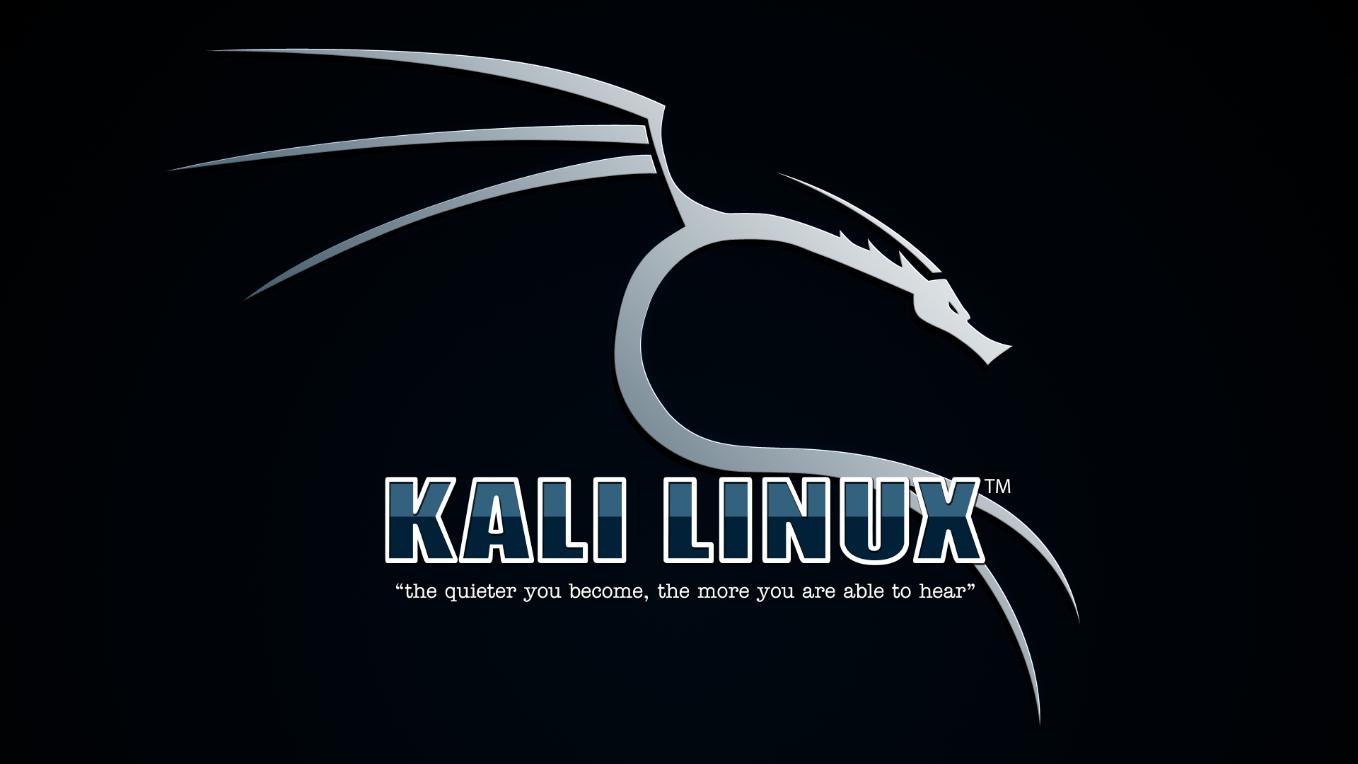 KALI LINUX™
“the quieter you become, the more you are able to hear”